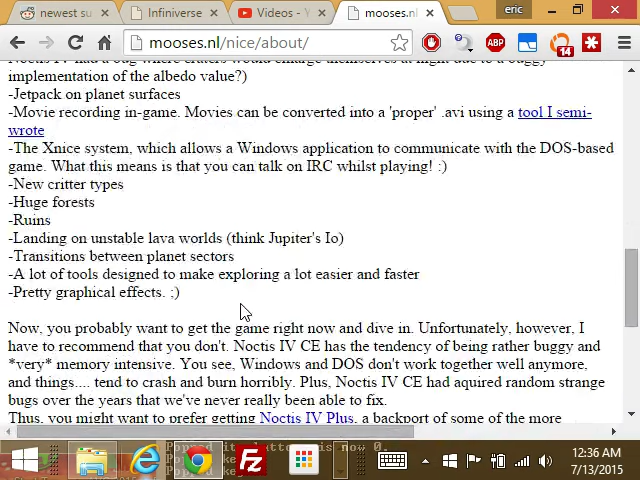 newest su
Infiniverse
Videos - Y
mooses.nl
eric
mooses.nl/nice/about/
ABP
14
implementation of the albedo value?)
-Jetpack on planet surfaces
-Movie recording in-game. Movies can be converted into a 'proper' .avi using a tool I semi-
wrote
-The Xnice system, which allows a Windows application to communicate with the DOS-based
game. What this means is that you can talk on IRC whilst playing! :)
-New critter types
-Huge forests
-Ruins
-Landing on unstable lava worlds (think Jupiter's Io)
-Transitions between planet sectors
-A lot of tools designed to make exploring a lot easier and faster
-Pretty graphical effects. ;)
Now, you probably want to get the game right now and dive in. Unfortunately, however, I
have to recommend that you don't. Noctis IV CE has the tendency of being rather buggy and
*very* memory intensive. You see, Windows and DOS don't work together well anymore,
and things.... tend to crash and burn horribly. Plus, Noctis IV CE had aquired random strange
bugs over the years that we've never really been able to fix.
Thus, you might want to prefer getting Noctis IV Plus, a backport of some of the more
is now 0.
12:36 AM
7/13/2015